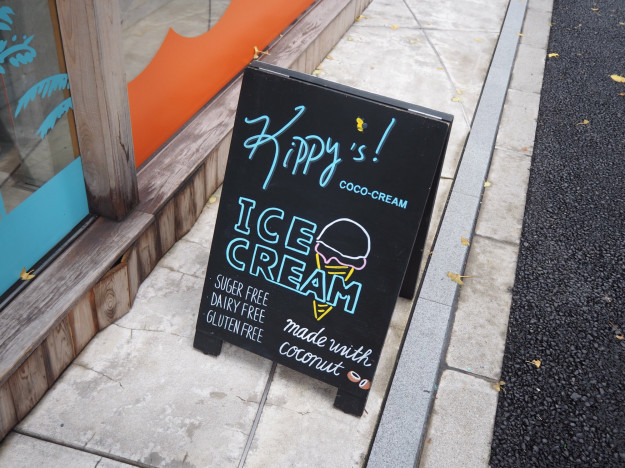 Kippy's!
COCO-CREAM
ICE
CREAM
SUGER FREE
DAIRY FREE
GLUTEN FREE
made with
coconut